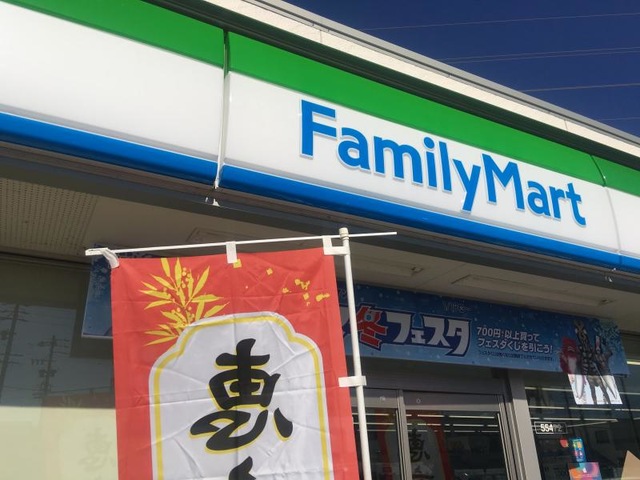 FamilyMart
冬フェスタ
700円以上買って
フェスタくじを引こう!
恵